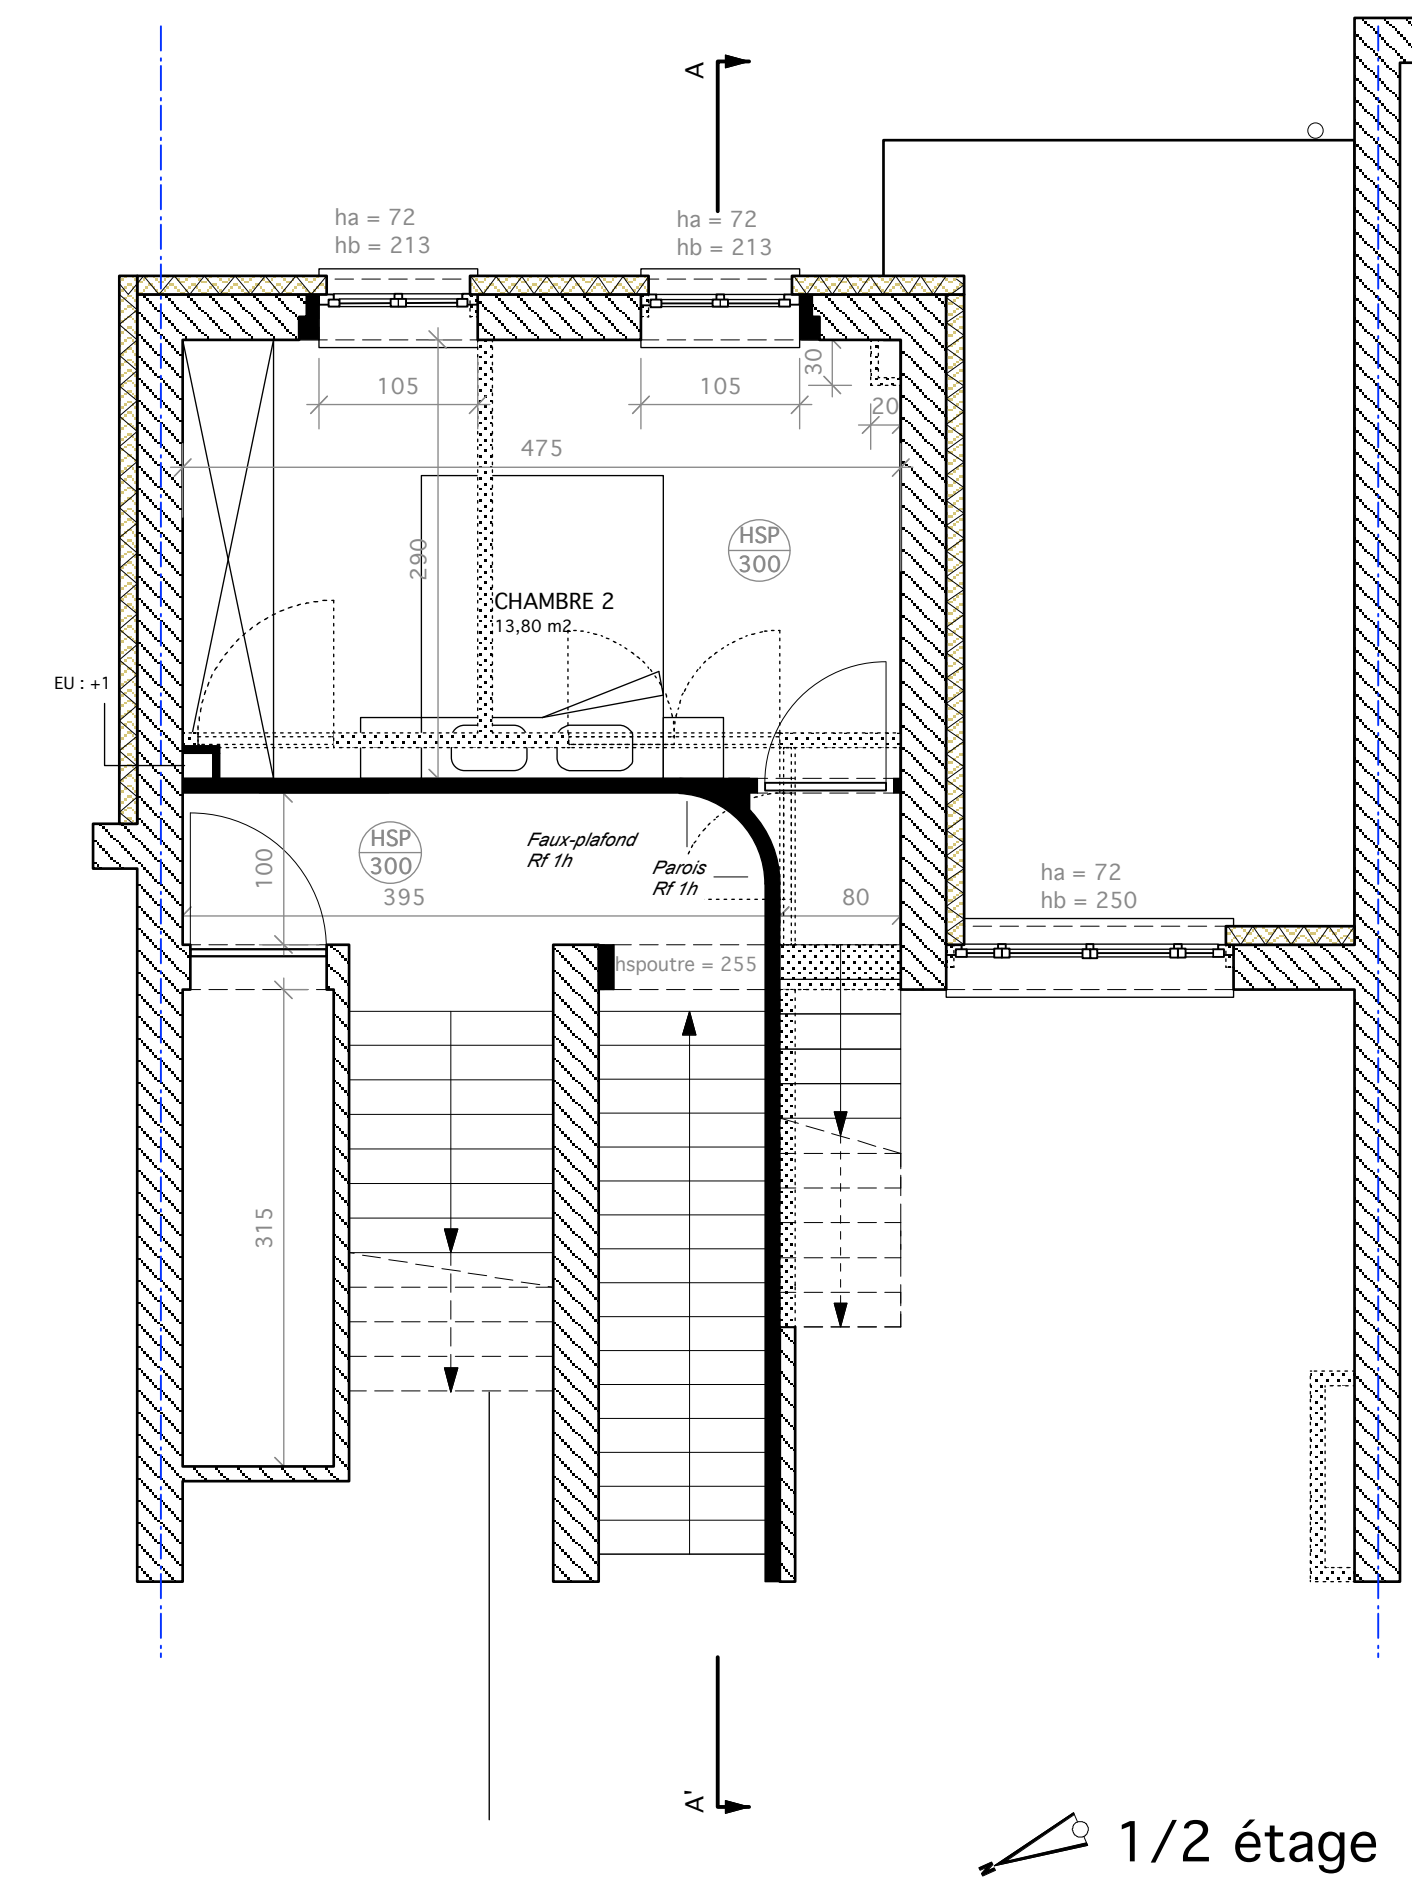 A
ha = 72
hb = 213
ha = 72
hb = 213
105
105
30
20
475
HSP
300
290
CHAMBRE 2
13,80 m2
EU : +1
HSP
300
Faux-plafond
Rf 1h
Parois
Rf 1h
100
395
80
ha = 72
hb = 250
hspoutre = 255
315
A'
N
1/2 étage